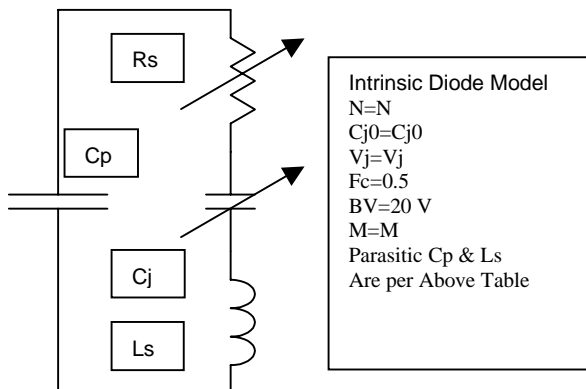 Rs
Cp
Cj
Ls
Intrinsic Diode Model
N=N
Cj0=Cj0
Vj=Vj
Fc=0.5
BV=20 V
M=M
Parasitic Cp & Ls
Are per Above Table